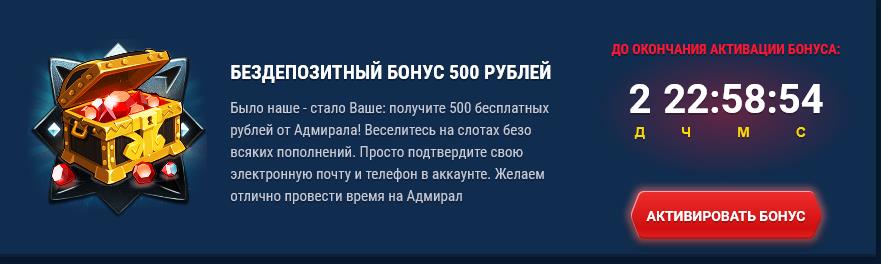 БЕЗДЕПОЗИТНЫЙ БОНУС 500 РУБЛЕЙ
Было наше - стало Ваше: получите 500 бесплатных
рублей от Адмирала! Веселитесь на слотах безо
всяких пополнений. Просто подтвердите свою
электронную почту и телефон в аккаунте. Желаем
отлично провести время на Адмирал
ДО ОКОНЧАНИЯ АКТИВАЦИИ БОНУСА:
2 22:58:54
Д Ч М С
АКТИВИРОВАТЬ БОНУС